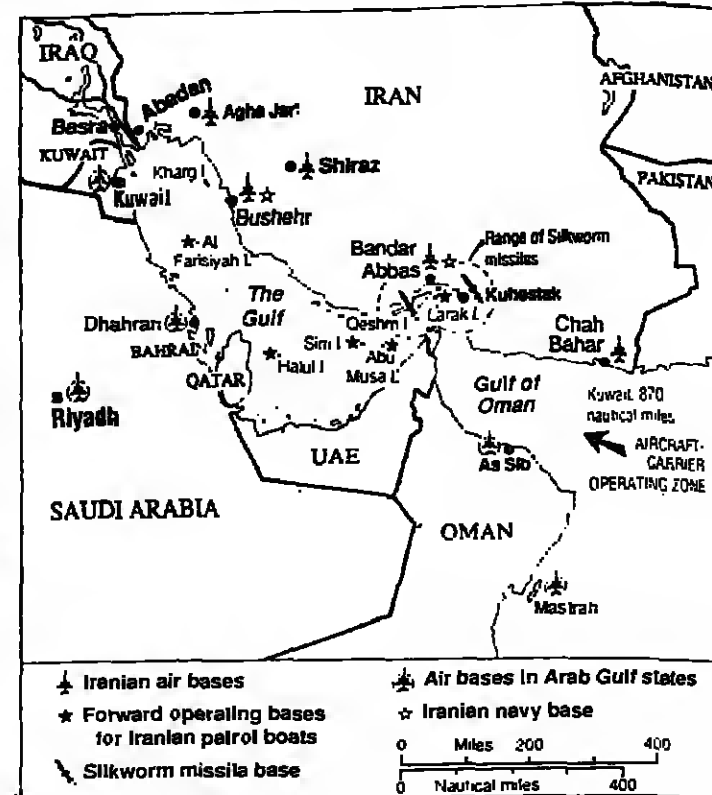 IRAQ
AFGHANISTAN
IRAN
Abadan
Agha Jari
Basra
KUWAIT
PAKISTAN
Kharg I
Shiraz
Kuwait
Bushehr
Al
Farisiyah I
Bandar
Abbas
Range of Silkworm
missiles
Kuhestak
The
Gulf
Qeshm I
Larak I
Dhahran
Chah
Bahar
BAHRAI
Sirri I
Abu
Musa I
Halul I
QATAR
Gulf of
Oman
Kuwait 870
nautical miles
Riyadh
AIRCRAFT-
CARRIER
OPERATING ZONE
UAE
As Sib
SAUDI ARABIA
OMAN
Masirah
Iranian air bases
Air bases in Arab Gulf states
Forward operating bases
for Iranian patrol boats
Iranian navy base
Silkworm missila base
0 Miles 200 400
0 Nautical miles 400